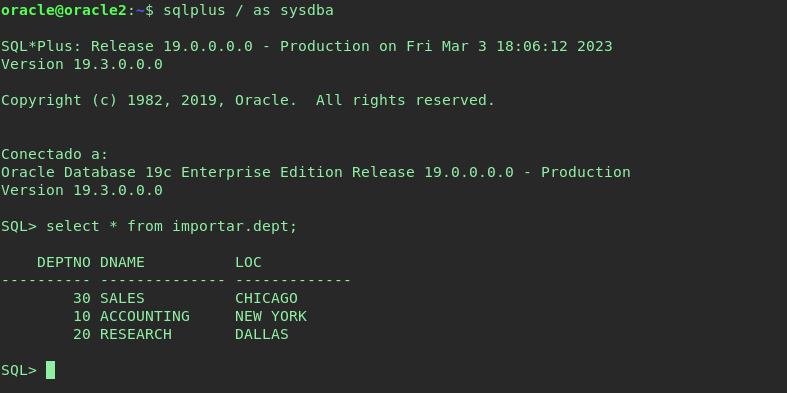 oracle@oracle2:~$ sqlplus / as sysdba
SQL*Plus: Release 19.0.0.0.0 - Production on Fri Mar 3 18:06:12 2023
Version 19.3.0.0.0
Copyright (c) 1982, 2019, Oracle.  All rights reserved.
Conectado a:
Oracle Database 19c Enterprise Edition Release 19.0.0.0.0 - Production
Version 19.3.0.0.0
SQL> select * from importar.dept;
    DEPTNO DNAME          LOC
---------- -------------- -------------
        30 SALES          CHICAGO
        10 ACCOUNTING     NEW YORK
        20 RESEARCH       DALLAS
SQL>